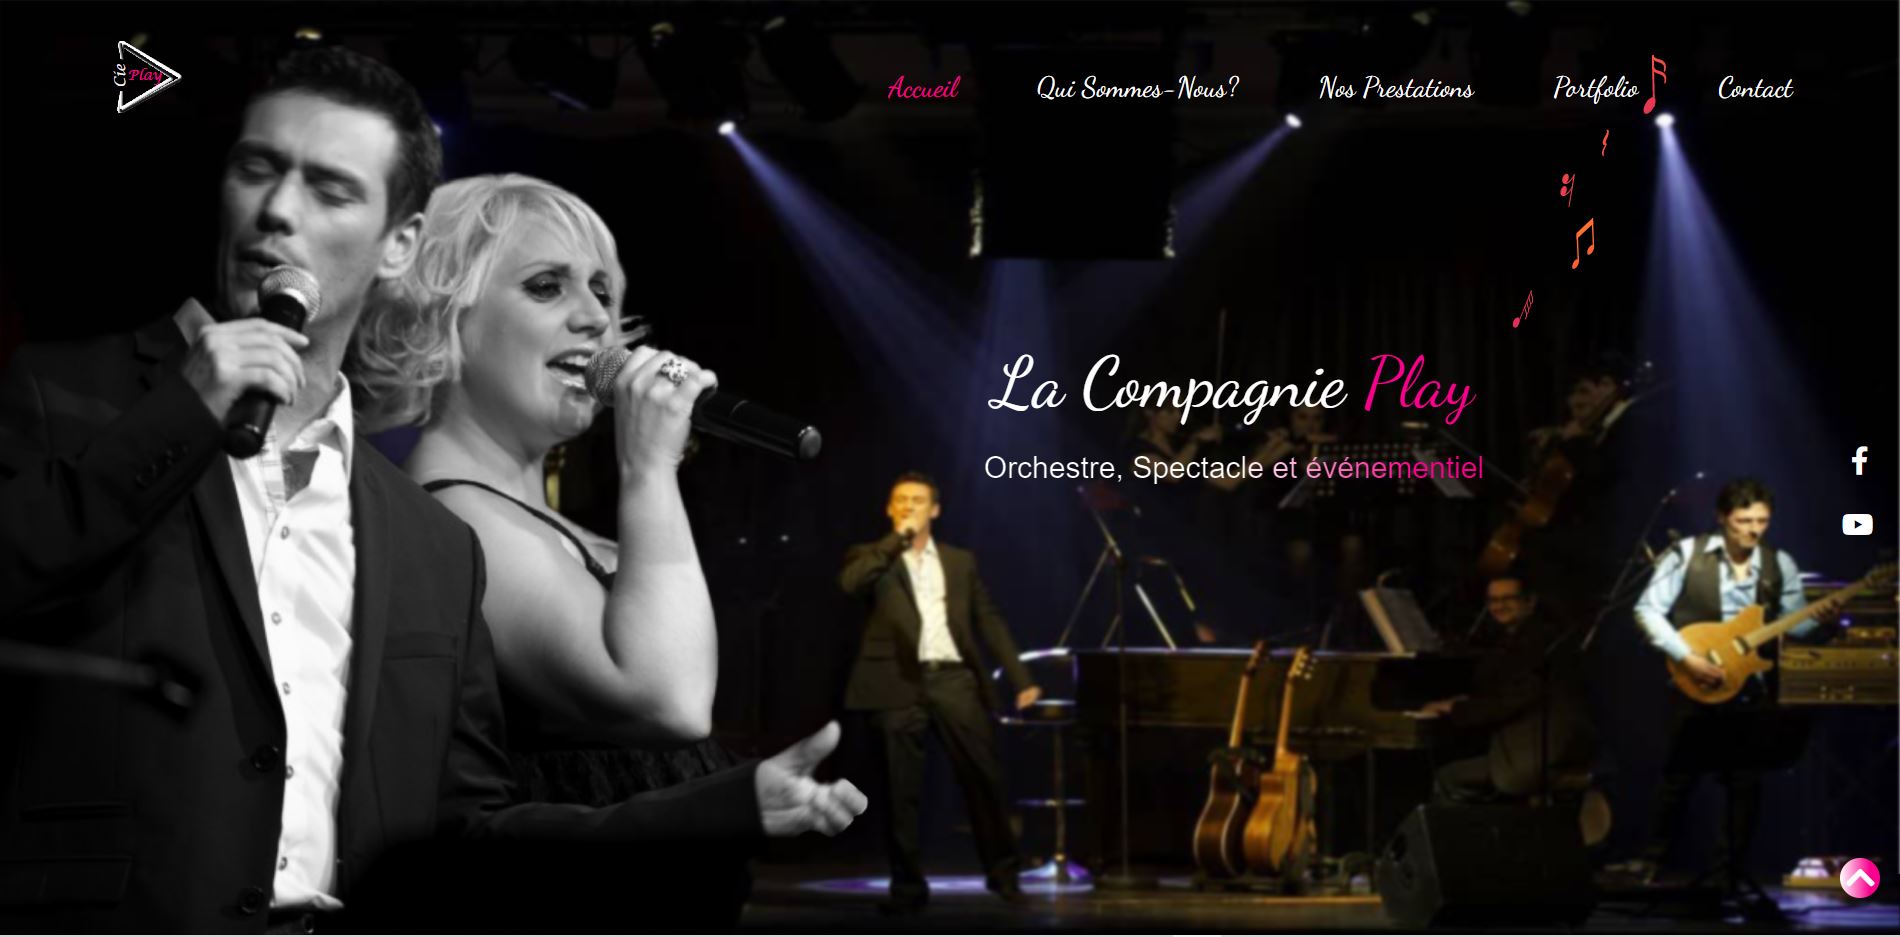 Cie
Play
Accueil
Qui Sommes-Nous?
Nos Prestations
Portfolio
Contact
La Compagnie Play
Orchestre, Spectacle et événementiel